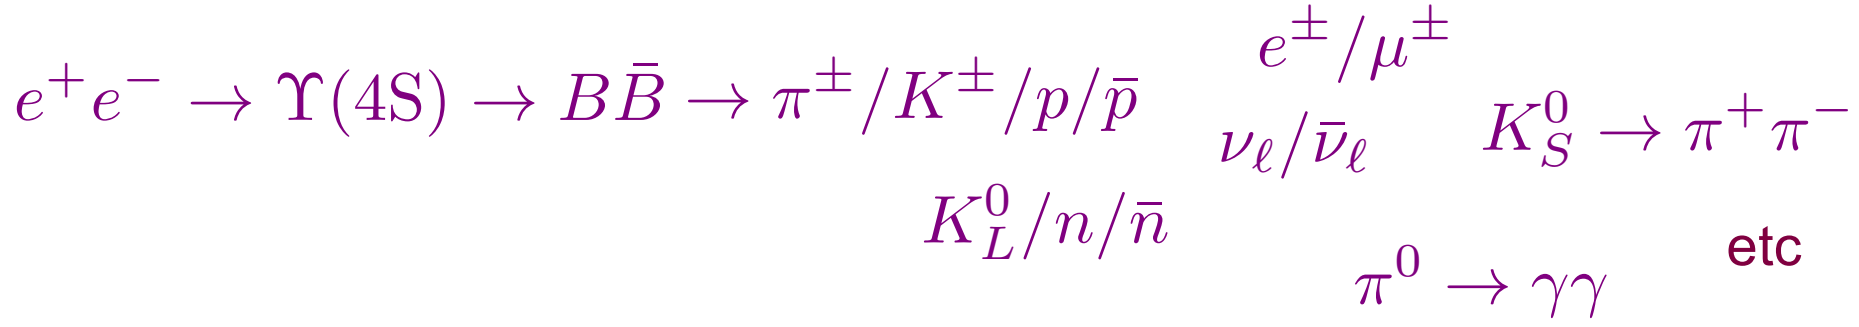 e⁺e⁻ → Υ(4S) → BB̄ → π±/K±/p/p̄
e±/μ±
ν_ℓ/ν̄_ℓ
K⁰_S → π⁺π⁻
K⁰_L/n/n̄
π⁰ → γγ
etc